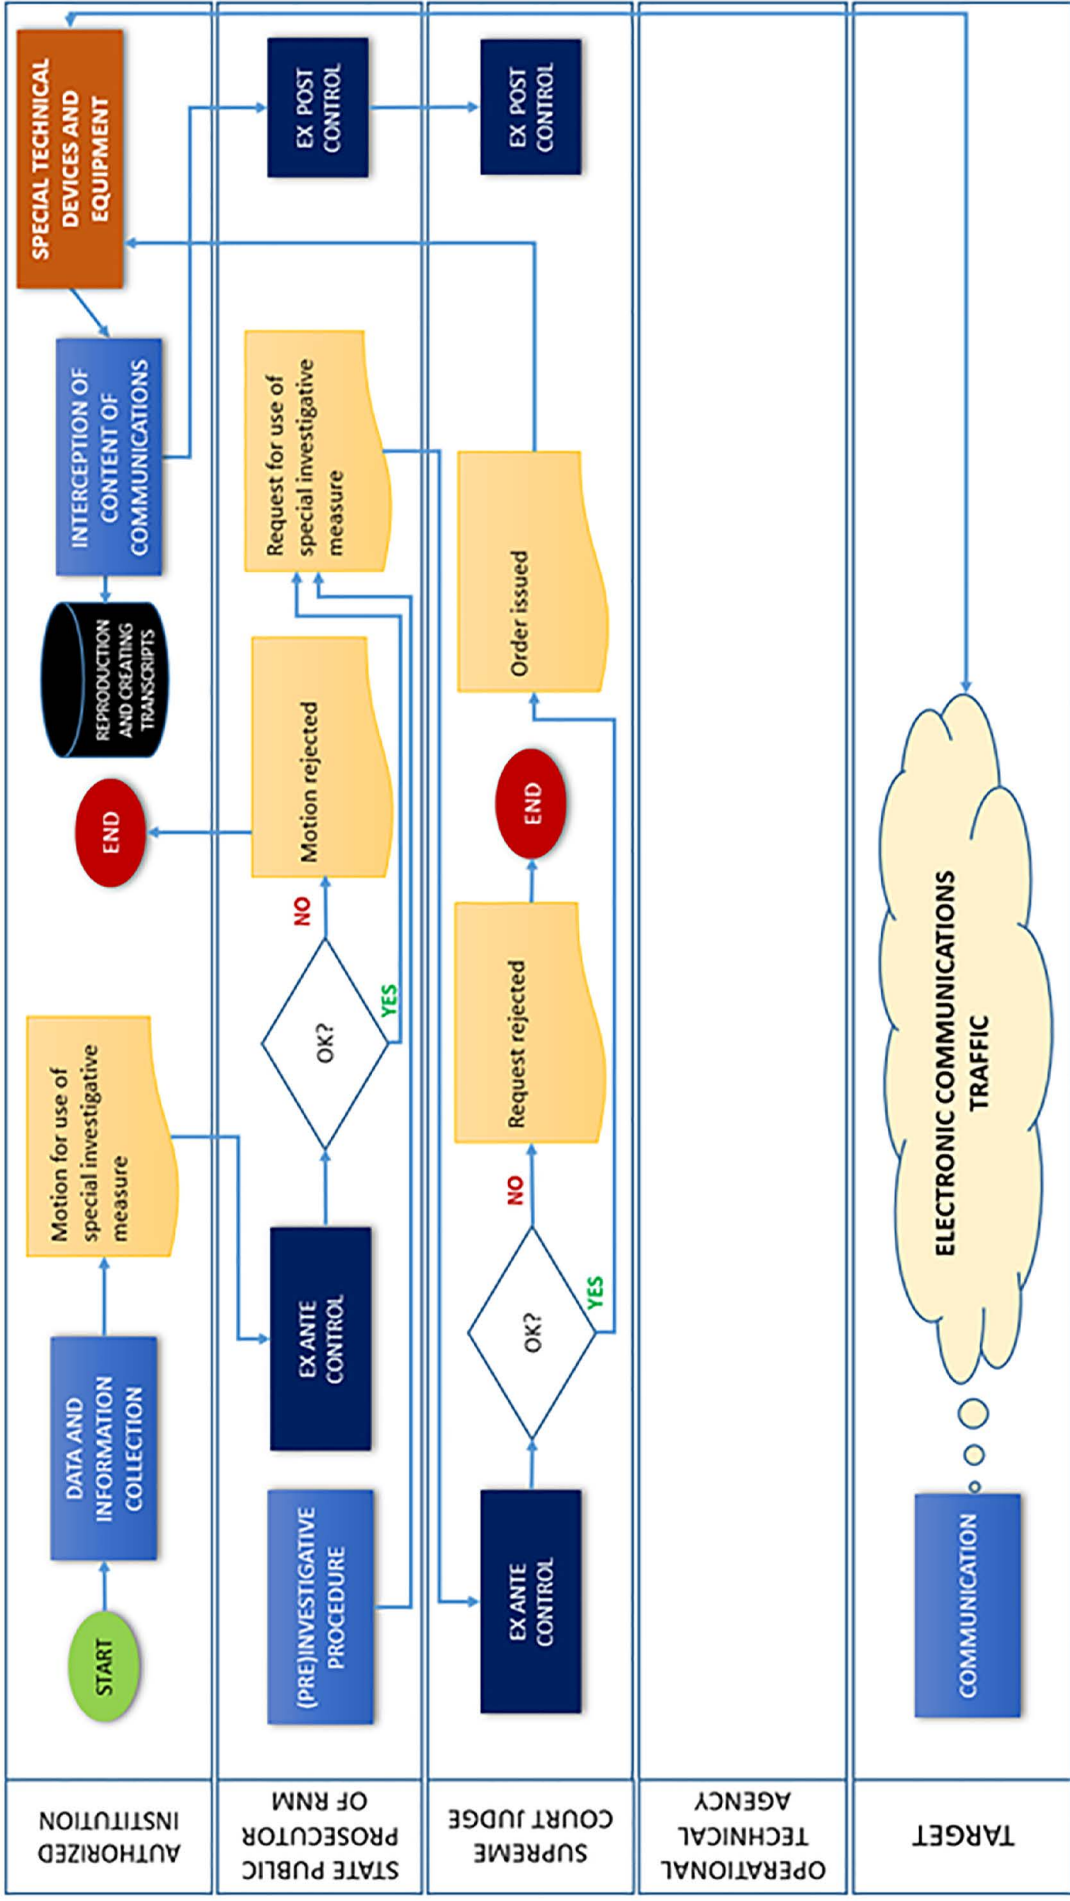 AUTHORIZED
INSTITUTION
START
DATA AND
INFORMATION
COLLECTION
Motion for use of
special investigative
measure
END
REPRODUCTION
AND CREATING
TRANSCRIPTS
INTERCEPTION OF
CONTENT OF
COMMUNICATIONS
SPECIAL TECHNICAL
DEVICES AND
EQUIPMENT
STATE PUBLIC
PROSECUTOR
OF RNM
(PRE)INVESTIGATIVE
PROCEDURE
EX ANTE
CONTROL
OK?
NO
YES
Motion rejected
Request for use of
special investigative
measure
EX POST
CONTROL
SUPREME
COURT JUDGE
EX ANTE
CONTROL
OK?
NO
YES
Request rejected
END
Order issued
EX POST
CONTROL
OPERATIONAL
TECHNICAL
AGENCY
TARGET
COMMUNICATION
ELECTRONIC COMMUNICATIONS
TRAFFIC